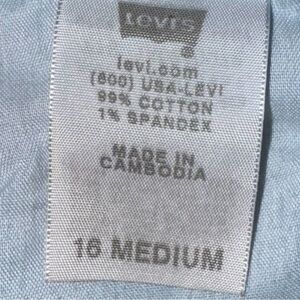 Levi's
levi.com
(800) USA-LEVI
99% COTTON
1% SPANDEX
MADE IN
CAMBODIA
16 MEDIUM